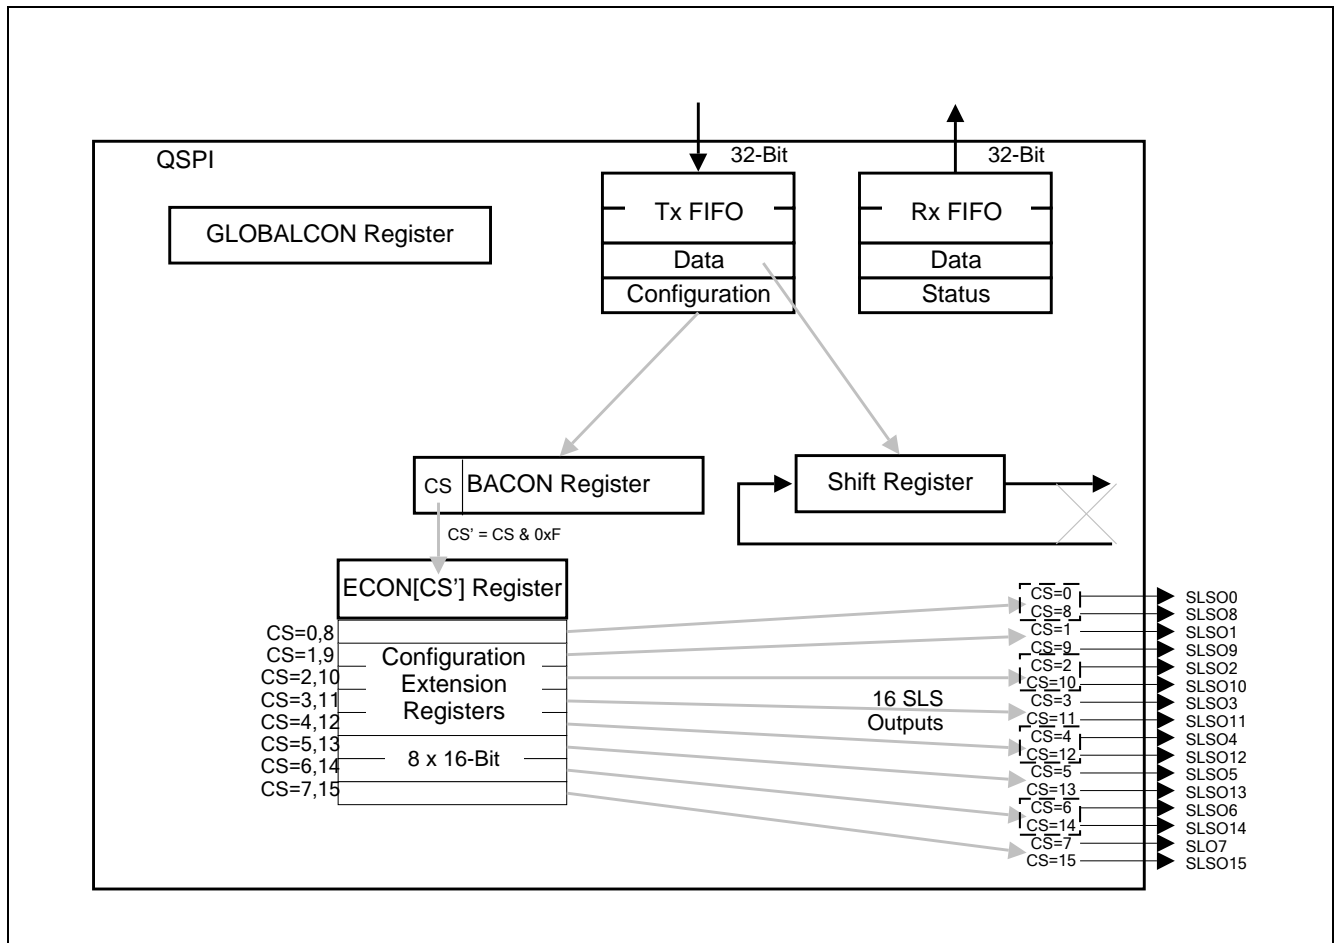 QSPI
32-Bit
32-Bit
Tx FIFO
Rx FIFO
GLOBALCON Register
Data
Data
Configuration
Status
CS
BACON Register
Shift Register
CS' = CS & 0xF
ECON[CS'] Register
CS=0,8
CS=1,9
CS=2,10
CS=3,11
CS=4,12
CS=5,13
CS=6,14
CS=7,15
Configuration
Extension
Registers
8 x 16-Bit
16 SLS
Outputs
CS=0
CS=8
CS=1
CS=9
CS=2
CS=10
CS=3
CS=11
CS=4
CS=12
CS=5
CS=13
CS=6
CS=14
CS=7
CS=15
SLSO0
SLSO8
SLSO1
SLSO9
SLSO2
SLSO10
SLSO3
SLSO11
SLSO4
SLSO12
SLSO5
SLSO13
SLSO6
SLSO14
SLO7
SLSO15